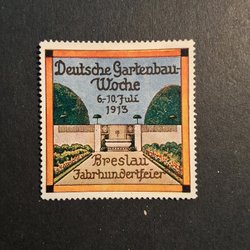 Deutsche Gartenbau-
Woche
6.-10. Juli
1913
Breslau
Jahrhundertfeier